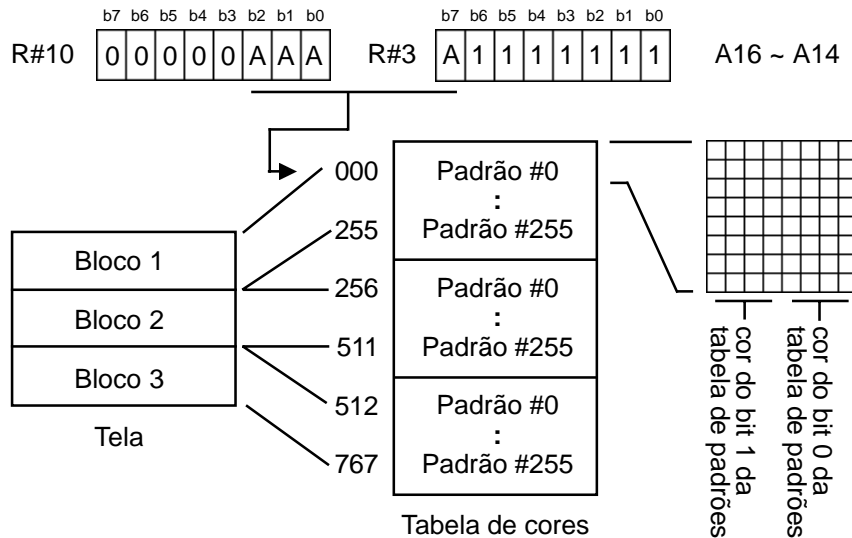 b7 b6 b5 b4 b3 b2 b1 b0
b7 b6 b5 b4 b3 b2 b1 b0
R#10 0 0 0 0 0 A A A
R#3 A 1 1 1 1 1 1 1
A16 ~ A14
000
255
256
511
512
767
Padrão #0
:
Padrão #255
Padrão #0
:
Padrão #255
Padrão #0
:
Padrão #255
Bloco 1
Bloco 2
Bloco 3
Tela
Tabela de cores
cor do bit 1 da
tabela de padrões
cor do bit 0 da
tabela de padrões